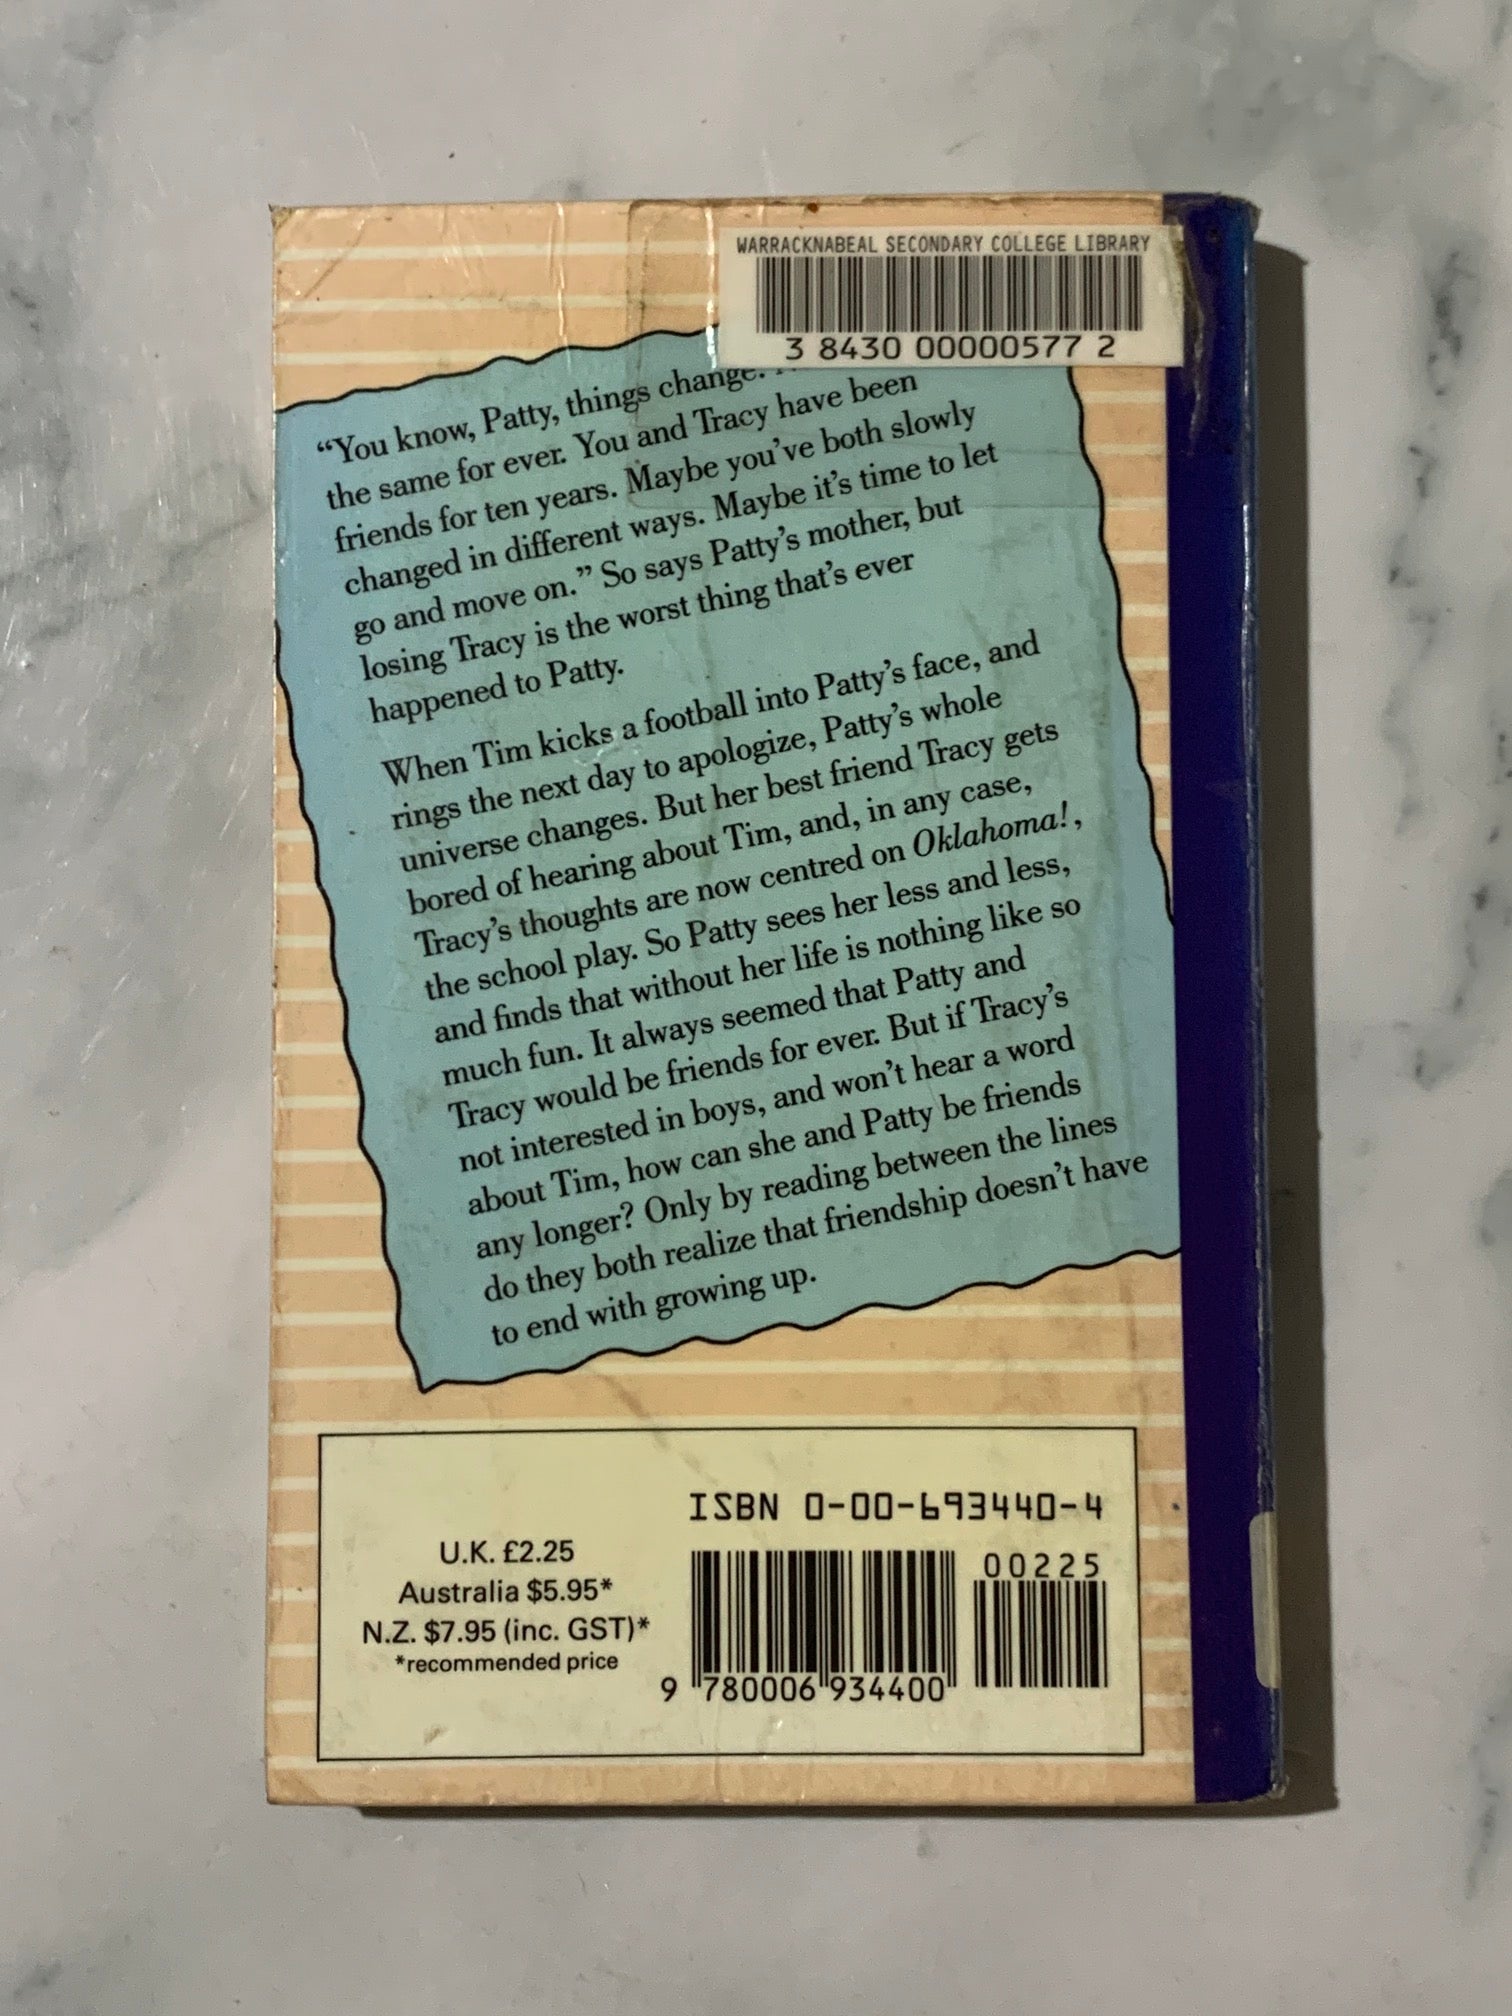 WARRACKNABEAL SECONDARY COLLEGE LIBRARY
3 8430 00000577 2
“You know, Patty, things change.
the same for ever. You and Tracy have been
friends for ten years. Maybe you’ve both slowly
changed in different ways. Maybe it’s time to let
go and move on.” So says Patty’s mother, but
losing Tracy is the worst thing that’s ever
happened to Patty.
When Tim kicks a football into Patty’s face, and
rings the next day to apologize, Patty’s whole
universe changes. But her best friend Tracy gets
bored of hearing about Tim, and, in any case,
Tracy’s thoughts are now centred on Oklahoma!,
the school play. So Patty sees her less and less,
and finds that without her life is nothing like so
much fun. It always seemed that Patty and
Tracy would be friends for ever. But if Tracy’s
not interested in boys, and won’t hear a word
about Tim, how can she and Patty be friends
any longer? Only by reading between the lines
do they both realize that friendship doesn’t have
to end with growing up.
ISBN 0-00-693440-4
U.K. £2.25
Australia $5.95*
N.Z. $7.95 (inc. GST)*
*recommended price
00225
9 780006 934400